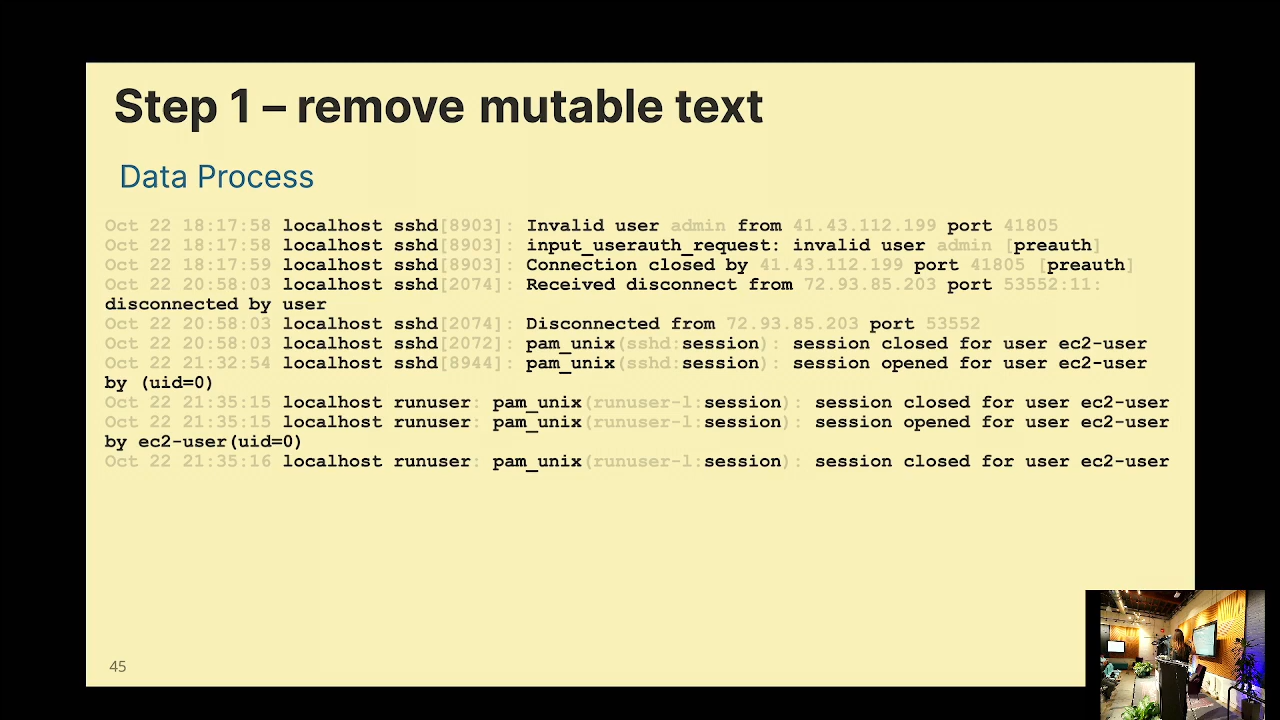 Step 1 – remove mutable text
Data Process
Oct 22 18:17:58 localhost sshd[8903]: Invalid user admin from 41.43.112.199 port 41805
Oct 22 18:17:58 localhost sshd[8903]: input_userauth_request: invalid user admin [preauth]
Oct 22 18:17:59 localhost sshd[8903]: Connection closed by 41.43.112.199 port 41805 [preauth]
Oct 22 20:58:03 localhost sshd[2074]: Received disconnect from 72.93.85.203 port 53552:11:
disconnected by user
Oct 22 20:58:03 localhost sshd[2074]: Disconnected from 72.93.85.203 port 53552
Oct 22 20:58:03 localhost sshd[2072]: pam_unix(sshd:session): session closed for user ec2-user
Oct 22 21:32:54 localhost sshd[8944]: pam_unix(sshd:session): session opened for user ec2-user
by (uid=0)
Oct 22 21:35:15 localhost runuser: pam_unix(runuser-l:session): session closed for user ec2-user
Oct 22 21:35:15 localhost runuser: pam_unix(runuser-l:session): session opened for user ec2-user
by ec2-user(uid=0)
Oct 22 21:35:16 localhost runuser: pam_unix(runuser-l:session): session closed for user ec2-user
45